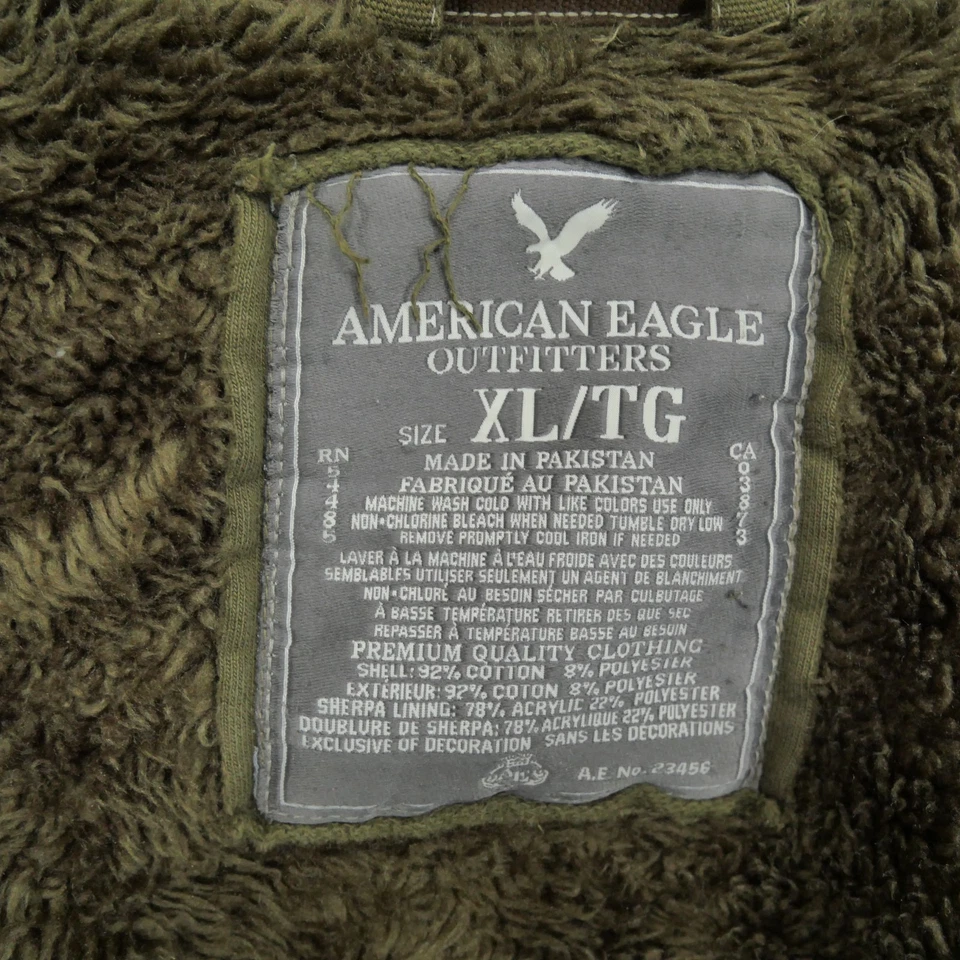 AMERICAN EAGLE
OUTFITTERS
SIZE XL/TG
RN 54485
CA 03873
MADE IN PAKISTAN
FABRIQUÉ AU PAKISTAN
MACHINE WASH COLD WITH LIKE COLORS USE ONLY
NON•CHLORINE BLEACH WHEN NEEDED TUMBLE DRY LOW
REMOVE PROMPTLY COOL IRON IF NEEDED
LAVER À LA MACHINE À L'EAU FROIDE AVEC DES COULEURS
SEMBLABLES UTILISER SEULEMENT UN AGENT DE BLANCHIMENT
NON•CHLORÉ AU BESOIN SÉCHER PAR CULBUTAGE
À BASSE TEMPÉRATURE RETIRER DES QUE SEC
REPASSER À TEMPÉRATURE BASSE AU BESOIN
PREMIUM QUALITY CLOTHING
SHELL: 92% COTTON 8% POLYESTER
EXTÉRIEUR: 92% COTON 8% POLYESTER
SHERPA LINING: 78% ACRYLIC 22% POLYESTER
DOUBLURE DE SHERPA: 78% ACRYLIQUE 22% POLYESTER
EXCLUSIVE OF DECORATION SANS LES DECORATIONS
A.E. No. 23456